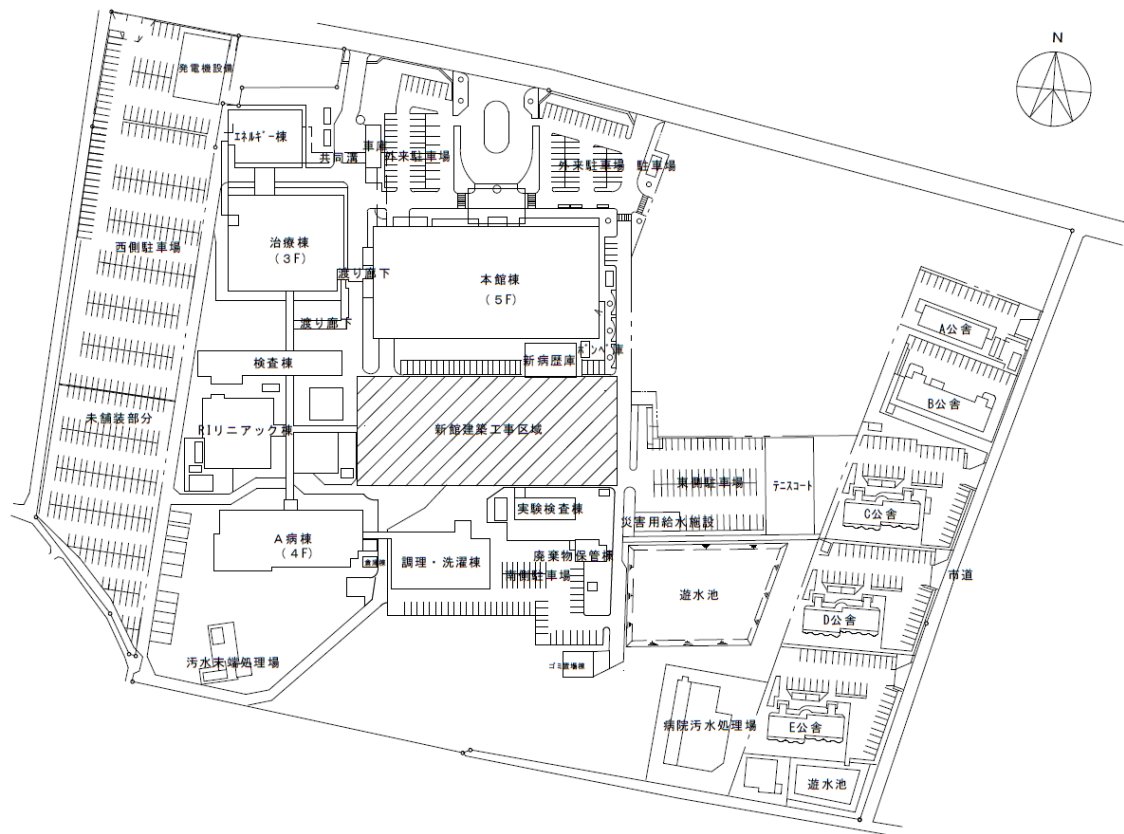 N
発電機設備
エネルギー棟
共同溝
車庫
外来駐車場
外来駐車場
駐車場
西側駐車場
治療棟
(3F)
渡り廊下
本館棟
(5F)
渡り廊下
検査棟
新病歴庫
ボンベ庫
A公舎
B公舎
未舗装部分
RIリニアック棟
新館建築工事区域
東側駐車場
テニスコート
C公舎
実験検査棟
災害用給水施設
A病棟
(4F)
倉庫棟
調理・洗濯棟
廃棄物保管棟
南側駐車場
遊水池
市道
D公舎
汚水末端処理場
ゴミ置場棟
病院汚水処理場
E公舎
遊水池